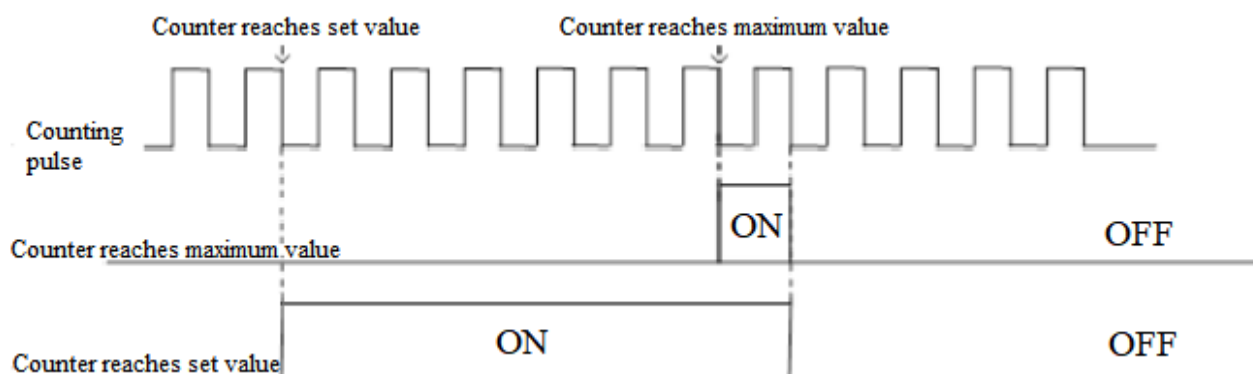 Counter reaches set value
Counter reaches maximum value
Counting
pulse
ON
OFF
Counter reaches maximum value
ON
OFF
Counter reaches set value